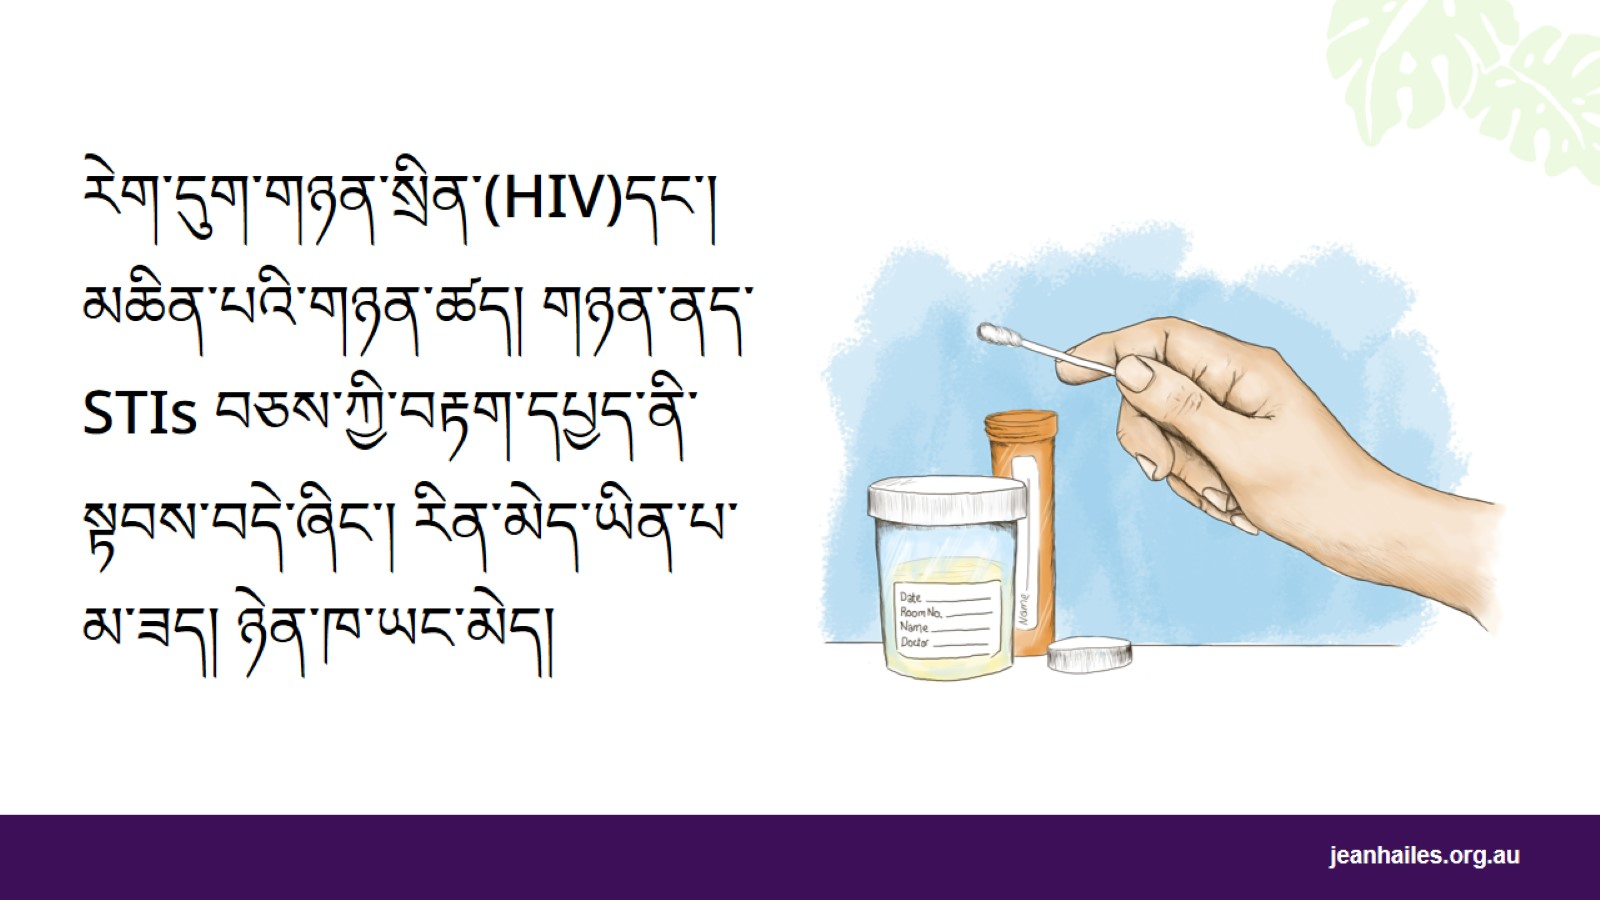 རེག་དུག་གཉན་སྲིན་(HIV)དང་།
མཆིན་པའི་གཉན་ཚད། གཉན་ནད་
STIs བཅས་ཀྱི་བརྟག་དཔྱད་ནི་
སྟབས་བདེ་ཞིང་། རིན་མེད་ཡིན་པ་
མ་ཟད། ཉེན་ཁ་ཡང་མེད།
Date
Room No.
Name
Doctor
Name
jeanhailes.org.au